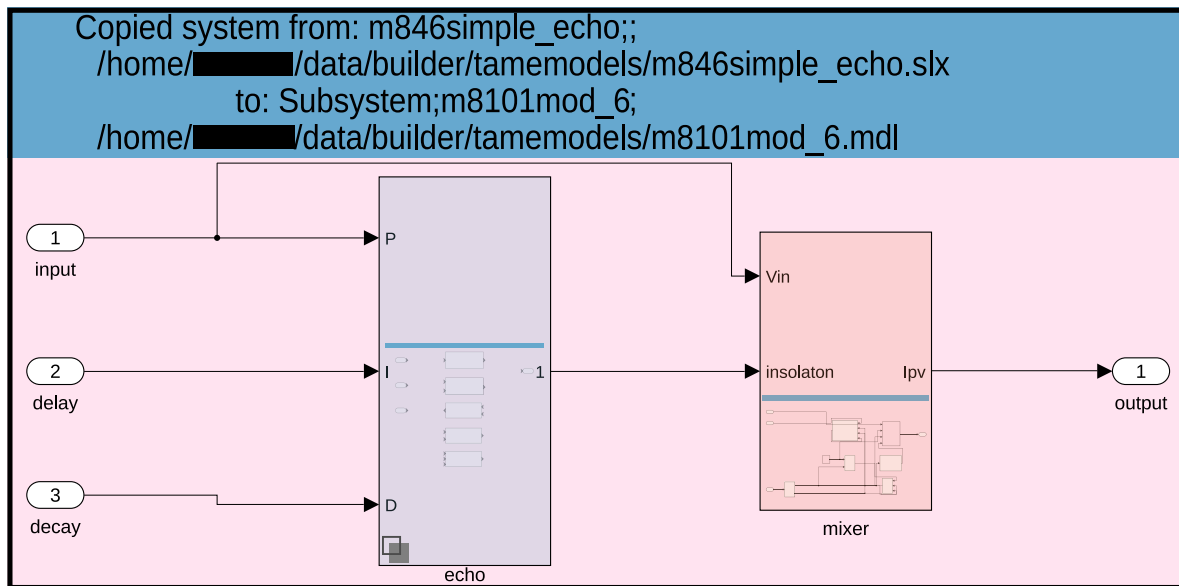 Copied system from: m846simple_echo;;
/home/ /data/builder/tamemodels/m846simple_echo.slx
to: Subsystem;m8101mod_6;
/home/ /data/builder/tamemodels/m8101mod_6.mdl
1
input
P
Vin
2
delay
I
1
insolaton
Ipv
1
output
3
decay
D
mixer
echo